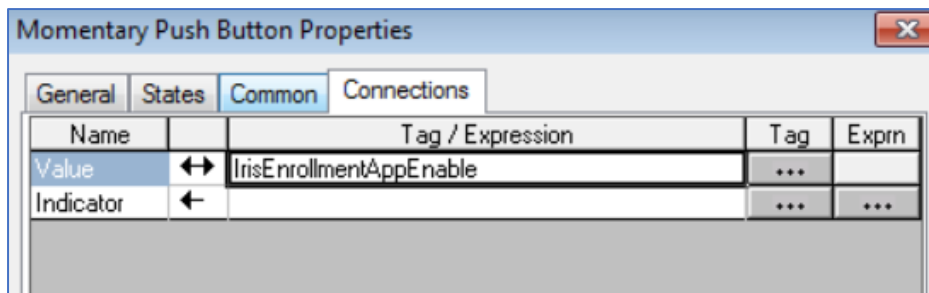 Momentary Push Button Properties
General States Common Connections
Name Tag / Expression Tag Exprn
Value ↔ IrisEnrollmentAppEnable ...
Indicator ← ... ...